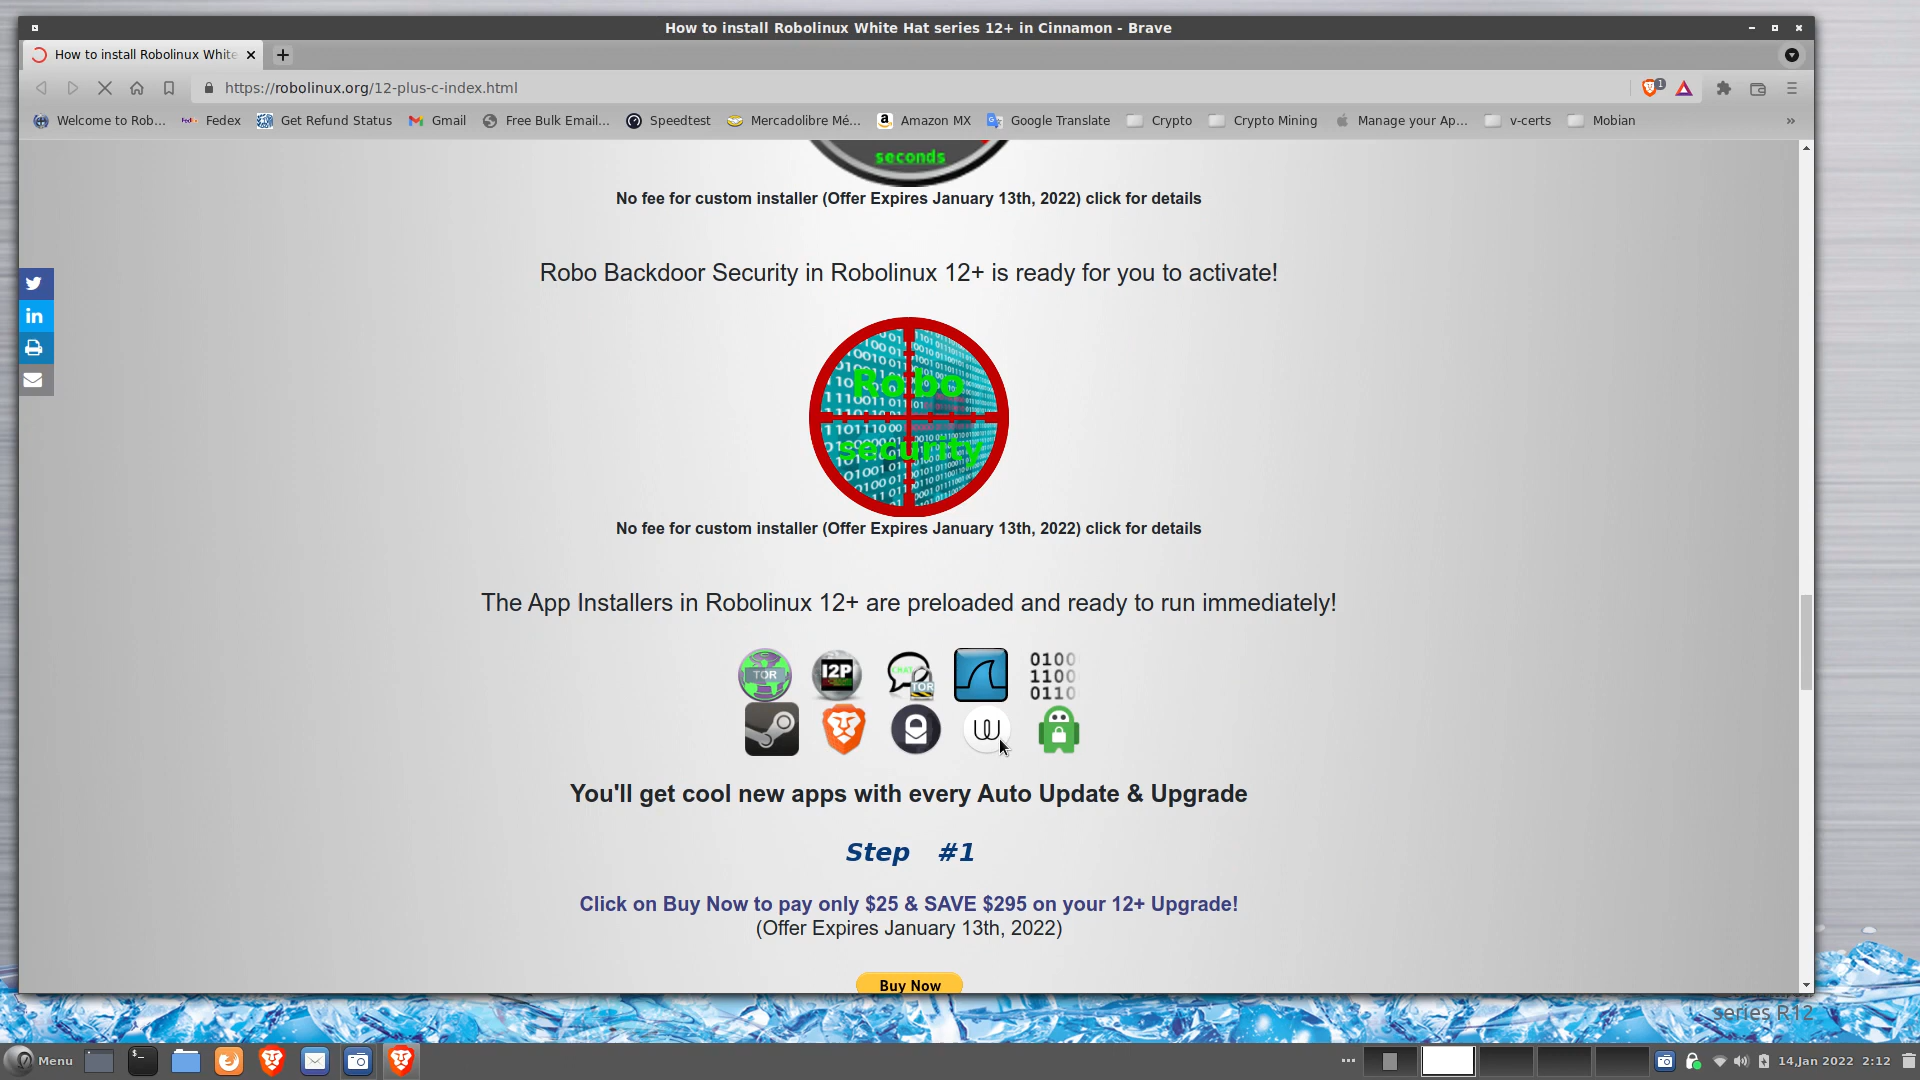 How to install Robolinux White Hat series 12+ in Cinnamon - Brave
How to install Robolinux White
https://robolinux.org/12-plus-c-index.html
1
Welcome to Rob...
Fedex
Get Refund Status
Gmail
Free Bulk Email...
Speedtest
Mercadolibre Mé...
Amazon MX
Google Translate
Crypto
Crypto Mining
Manage your Ap...
v-certs
Mobian
seconds
No fee for custom installer (Offer Expires January 13th, 2022) click for details
Robo Backdoor Security in Robolinux 12+ is ready for you to activate!
Robo
security
No fee for custom installer (Offer Expires January 13th, 2022) click for details
The App Installers in Robolinux 12+ are preloaded and ready to run immediately!
TOR
I2P
CHAT
TOR
0100
1100
0110
You'll get cool new apps with every Auto Update & Upgrade
Step #1
Click on Buy Now to pay only $25 & SAVE $295 on your 12+ Upgrade!
(Offer Expires January 13th, 2022)
Buy Now
series R12
Menu
14,Jan 2022 2:12